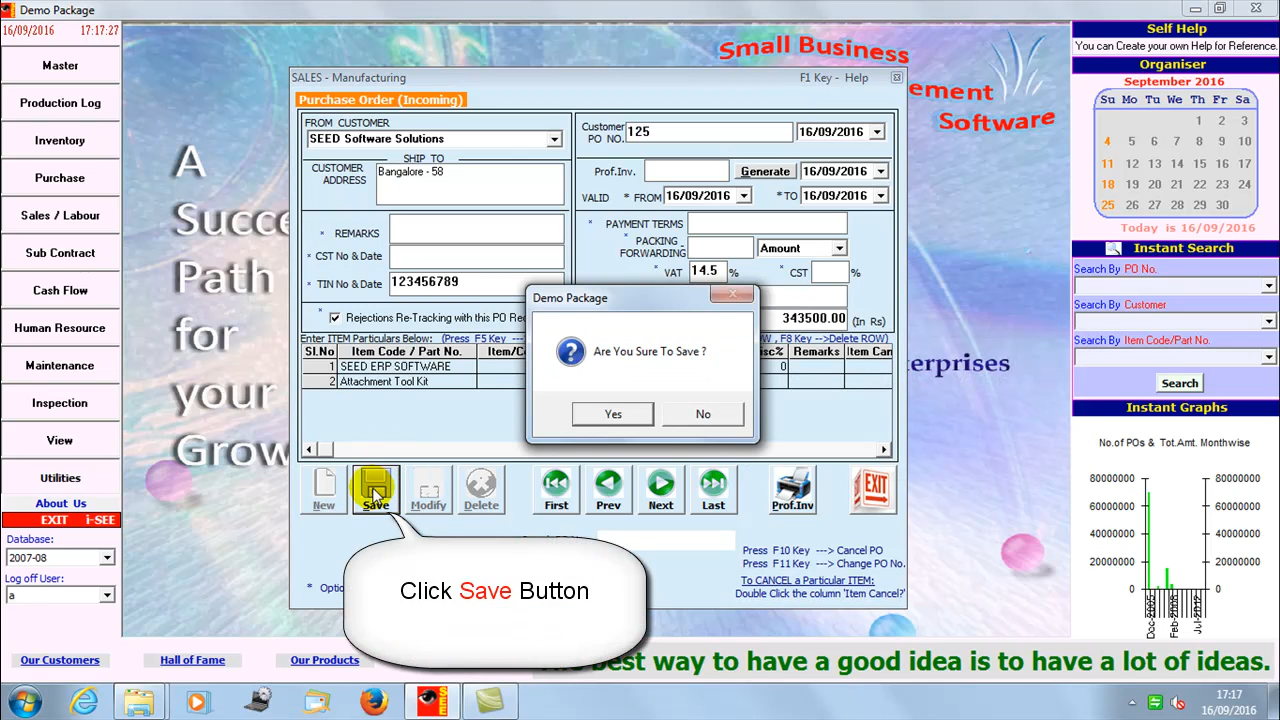 Demo Package
16/09/2016 17:17:27
Master
Production Log
Inventory
Purchase
Sales / Labour
Sub Contract
Cash Flow
Human Resource
Maintenance
Inspection
View
Utilities
About Us
EXIT i-SEE
Database:
2007-08
Log off User:
a
A
Succe
Path
for
your
Grow
Small Business
ement
Software
erprises
SALES - Manufacturing
F1 Key - Help
Purchase Order (Incoming)
FROM CUSTOMER
SEED Software Solutions
SHIP TO
CUSTOMER ADDRESS
Bangalore - 58
* REMARKS
* CST No & Date
* TIN No & Date 123456789
* Rejections Re-Tracking with this PO Rec
Customer PO NO. 125 16/09/2016
Prof.Inv. Generate 16/09/2016
VALID * FROM 16/09/2016 * TO 16/09/2016
* PAYMENT TERMS
* PACKING FORWARDING Amount
* VAT 14.5 % * CST %
343500.00 (In Rs)
Enter ITEM Particulars Below: (Press F5 Key
OW , F8 Key->Delete ROW)
Sl.No Item Code / Part No. Item/C
isc% Remarks Item Can
1 SEED ERP SOFTWARE 0
2 Attachment Tool Kit
Demo Package
Are You Sure To Save ?
Yes No
New Save Modify Delete First Prev Next Last Prof.Inv EXIT
Click Save Button
* Optio
Press F10 Key ---> Cancel PO
Press F11 Key ---> Change PO No.
To CANCEL a Particular ITEM:
Double Click the column 'Item Cancel?'
Self Help
You can Create your own Help for Reference.
Organiser
September 2016
Su Mo Tu We Th Fr Sa
1 2 3
4 5 6 7 8 9 10
11 12 13 14 15 16 17
18 19 20 21 22 23 24
25 26 27 28 29 30
Today is 16/09/2016
Instant Search
Search By PO No.
Search By Customer
Search By Item Code/Part No.
Search
Instant Graphs
No.of POs & Tot.Amt. Monthwise
80000000 80000000
60000000 60000000
40000000 40000000
20000000 20000000
0 0
Dec-2005
Feb-2008
Jul-2012
Our Customers Hall of Fame Our Products
best way to have a good idea is to have a lot of ideas.
17:17
16/09/2016